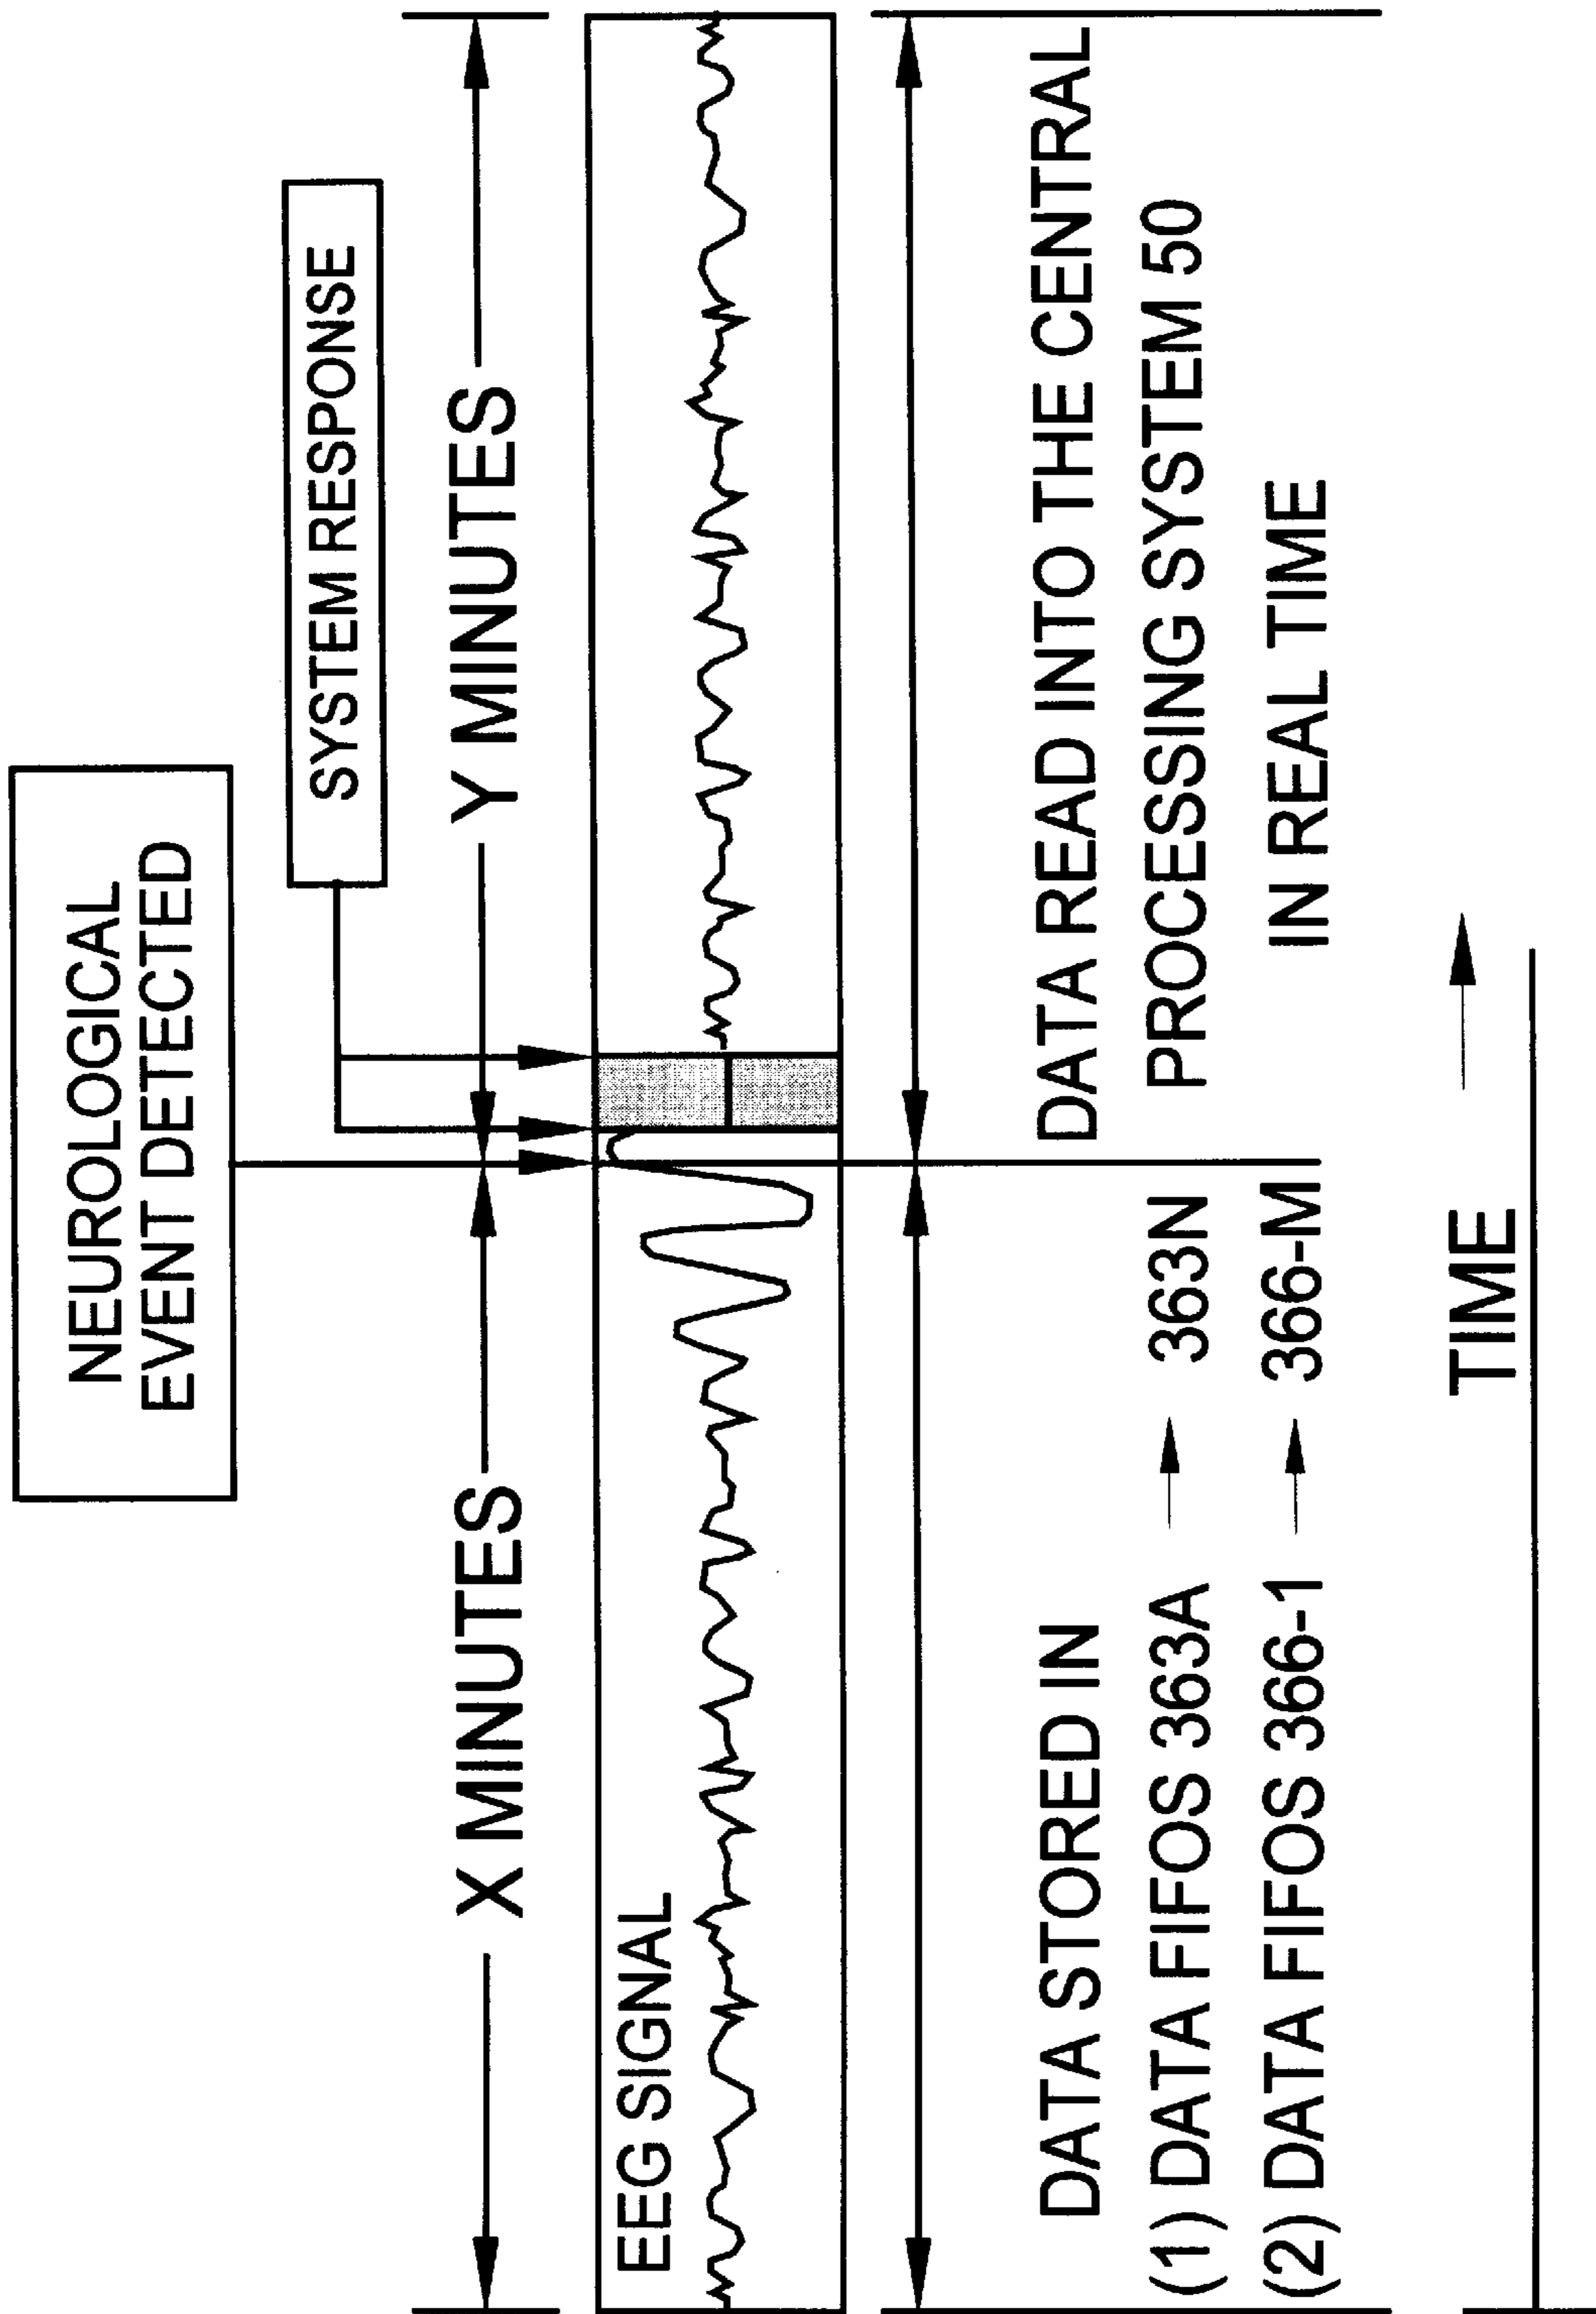 NEUROLOGICAL
EVENT DETECTED
SYSTEM RESPONSE
X MINUTES
Y MINUTES
EEG SIGNAL
DATA STORED IN
(1) DATA FIFOS 363A 363N
(2) DATA FIFOS 366-1 366-M
DATA READ INTO THE CENTRAL
PROCESSING SYSTEM 50
IN REAL TIME
TIME